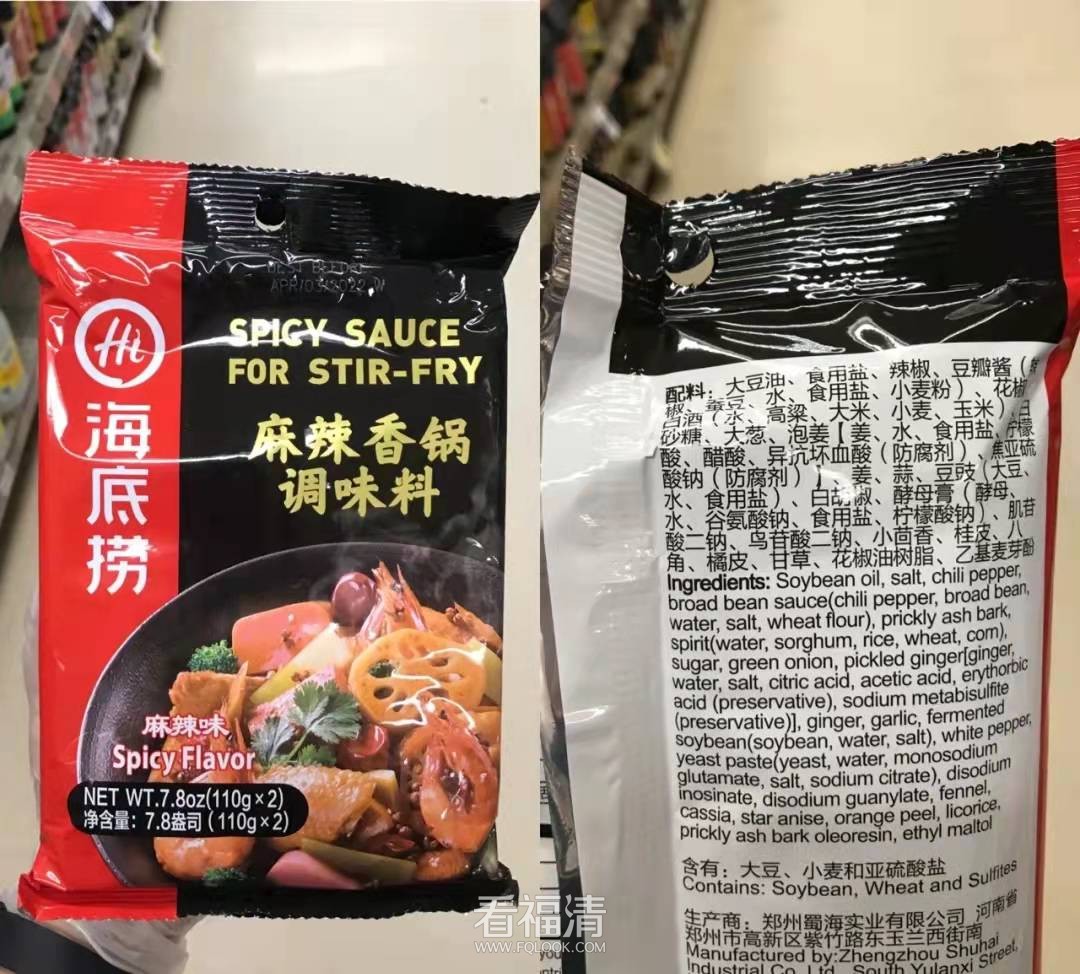 BEST BEFORE
APR/03/2022 W
Hi
海底捞
SPICY SAUCE
FOR STIR-FRY
麻辣香锅
调味料
麻辣味
Spicy Flavor
NET WT.7.8oz(110g×2)
净含量: 7.8盎司(110g×2)
配料: 大豆油、食用盐、辣椒、豆瓣酱(
椒、蚕豆、水、食用盐、小麦粉)、花椒
白酒(水、高粱、大米、小麦、玉米)白
砂糖、大葱、泡姜【姜、水、食用盐、柠檬
酸、醋酸、异抗坏血酸(防腐剂)、焦亚硫
酸钠(防腐剂)】、姜、蒜、豆豉(大豆、
水、食用盐)、白胡椒、酵母膏(酵母、
水、谷氨酸钠、食用盐、柠檬酸钠)、肌苷
酸二钠、鸟苷酸二钠、小茴香、桂皮、八
角、橘皮、甘草、花椒油树脂、乙基麦芽酚
Ingredients: Soybean oil, salt, chili pepper,
broad bean sauce(chili pepper, broad bean,
water, salt, wheat flour), prickly ash bark,
spirit(water, sorghum, rice, wheat, corn),
sugar, green onion, pickled ginger[ginger,
water, salt, citric acid, acetic acid, erythorbic
acid (preservative), sodium metabisulfite
(preservative)], ginger, garlic, fermented
soybean(soybean, water, salt), white pepper,
yeast paste(yeast, water, monosodium
glutamate, salt, sodium citrate), disodium
inosinate, disodium guanylate, fennel,
cassia, star anise, orange peel, licorice,
prickly ash bark oleoresin, ethyl maltol
含有: 大豆、小麦和亚硫酸盐
Contains: Soybean, Wheat and Sulfites
生产商: 郑州蜀海实业有限公司 河南省
郑州市高新区紫竹路东玉兰西街南
Manufactured by:Zhengzhou Shuhai
Industrial Co., Ltd., South Yulanxi Street,
看福清
WWW.FQLOOK.COM